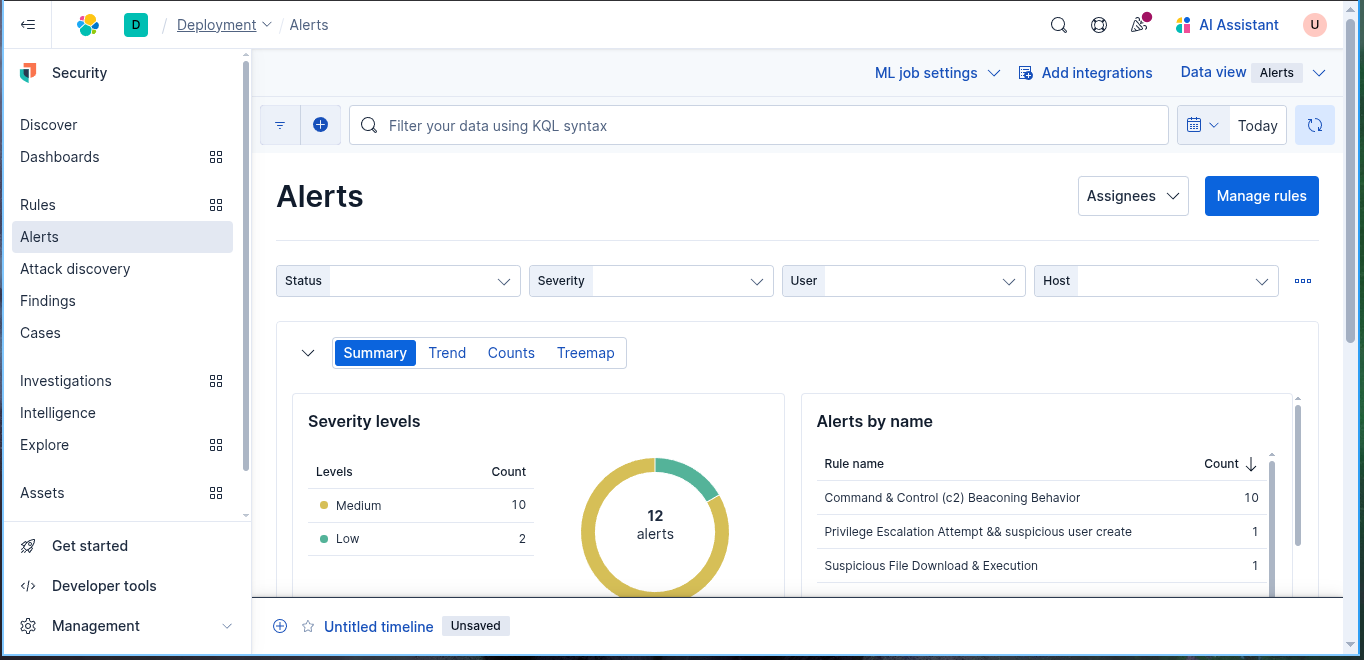 D / Deployment / Alerts
AI Assistant
U
Security
ML job settings
Add integrations
Data view Alerts
Discover
Dashboards
Rules
Alerts
Attack discovery
Findings
Cases
Investigations
Intelligence
Explore
Assets
Get started
Developer tools
Management
Filter your data using KQL syntax
Today
Alerts
Assignees
Manage rules
Status
Severity
User
Host
Summary Trend Counts Treemap
Severity levels
Levels Count
Medium 10
Low 2
12
alerts
Alerts by name
Rule name Count
Command & Control (c2) Beaconing Behavior 10
Privilege Escalation Attempt && suspicious user create 1
Suspicious File Download & Execution 1
Untitled timeline Unsaved